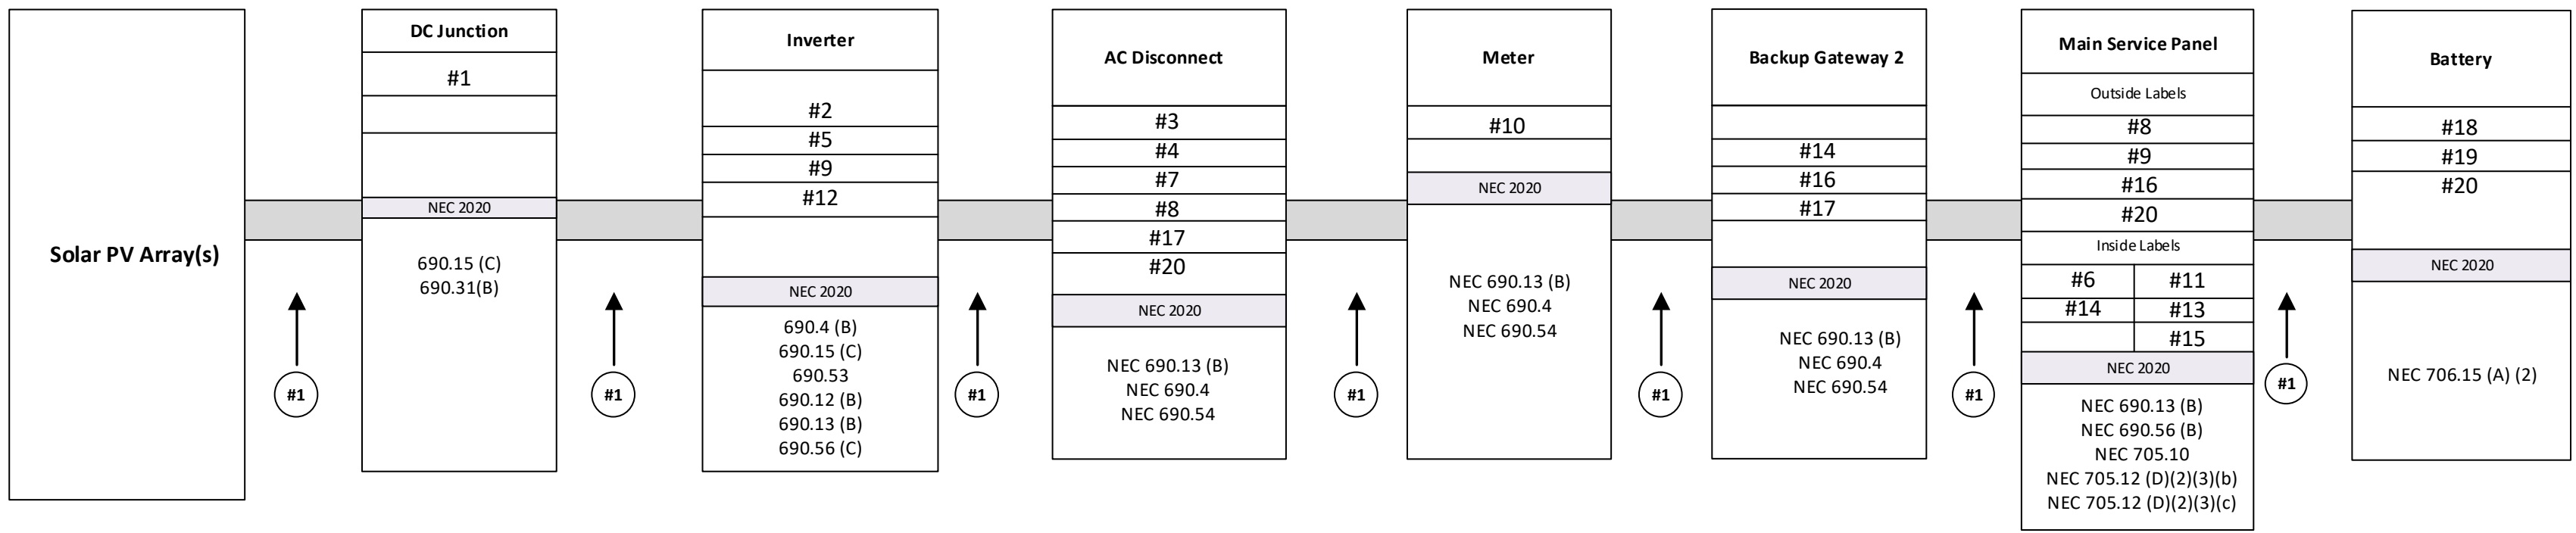 Solar PV Array(s)
#1
DC Junction
#1
NEC 2020
690.15 (C)
690.31(B)
#1
Inverter
#2
#5
#9
#12
NEC 2020
690.4 (B)
690.15 (C)
690.53
690.12 (B)
690.13 (B)
690.56 (C)
#1
AC Disconnect
#3
#4
#7
#8
#17
#20
NEC 2020
NEC 690.13 (B)
NEC 690.4
NEC 690.54
#1
Meter
#10
NEC 2020
NEC 690.13 (B)
NEC 690.4
NEC 690.54
#1
Backup Gateway 2
#14
#16
#17
NEC 2020
NEC 690.13 (B)
NEC 690.4
NEC 690.54
#1
Main Service Panel
Outside Labels
#8
#9
#16
#20
Inside Labels
#6 #11
#14 #13
#15
NEC 2020
NEC 690.13 (B)
NEC 690.56 (B)
NEC 705.10
NEC 705.12 (D)(2)(3)(b)
NEC 705.12 (D)(2)(3)(c)
#1
Battery
#18
#19
#20
NEC 2020
NEC 706.15 (A) (2)